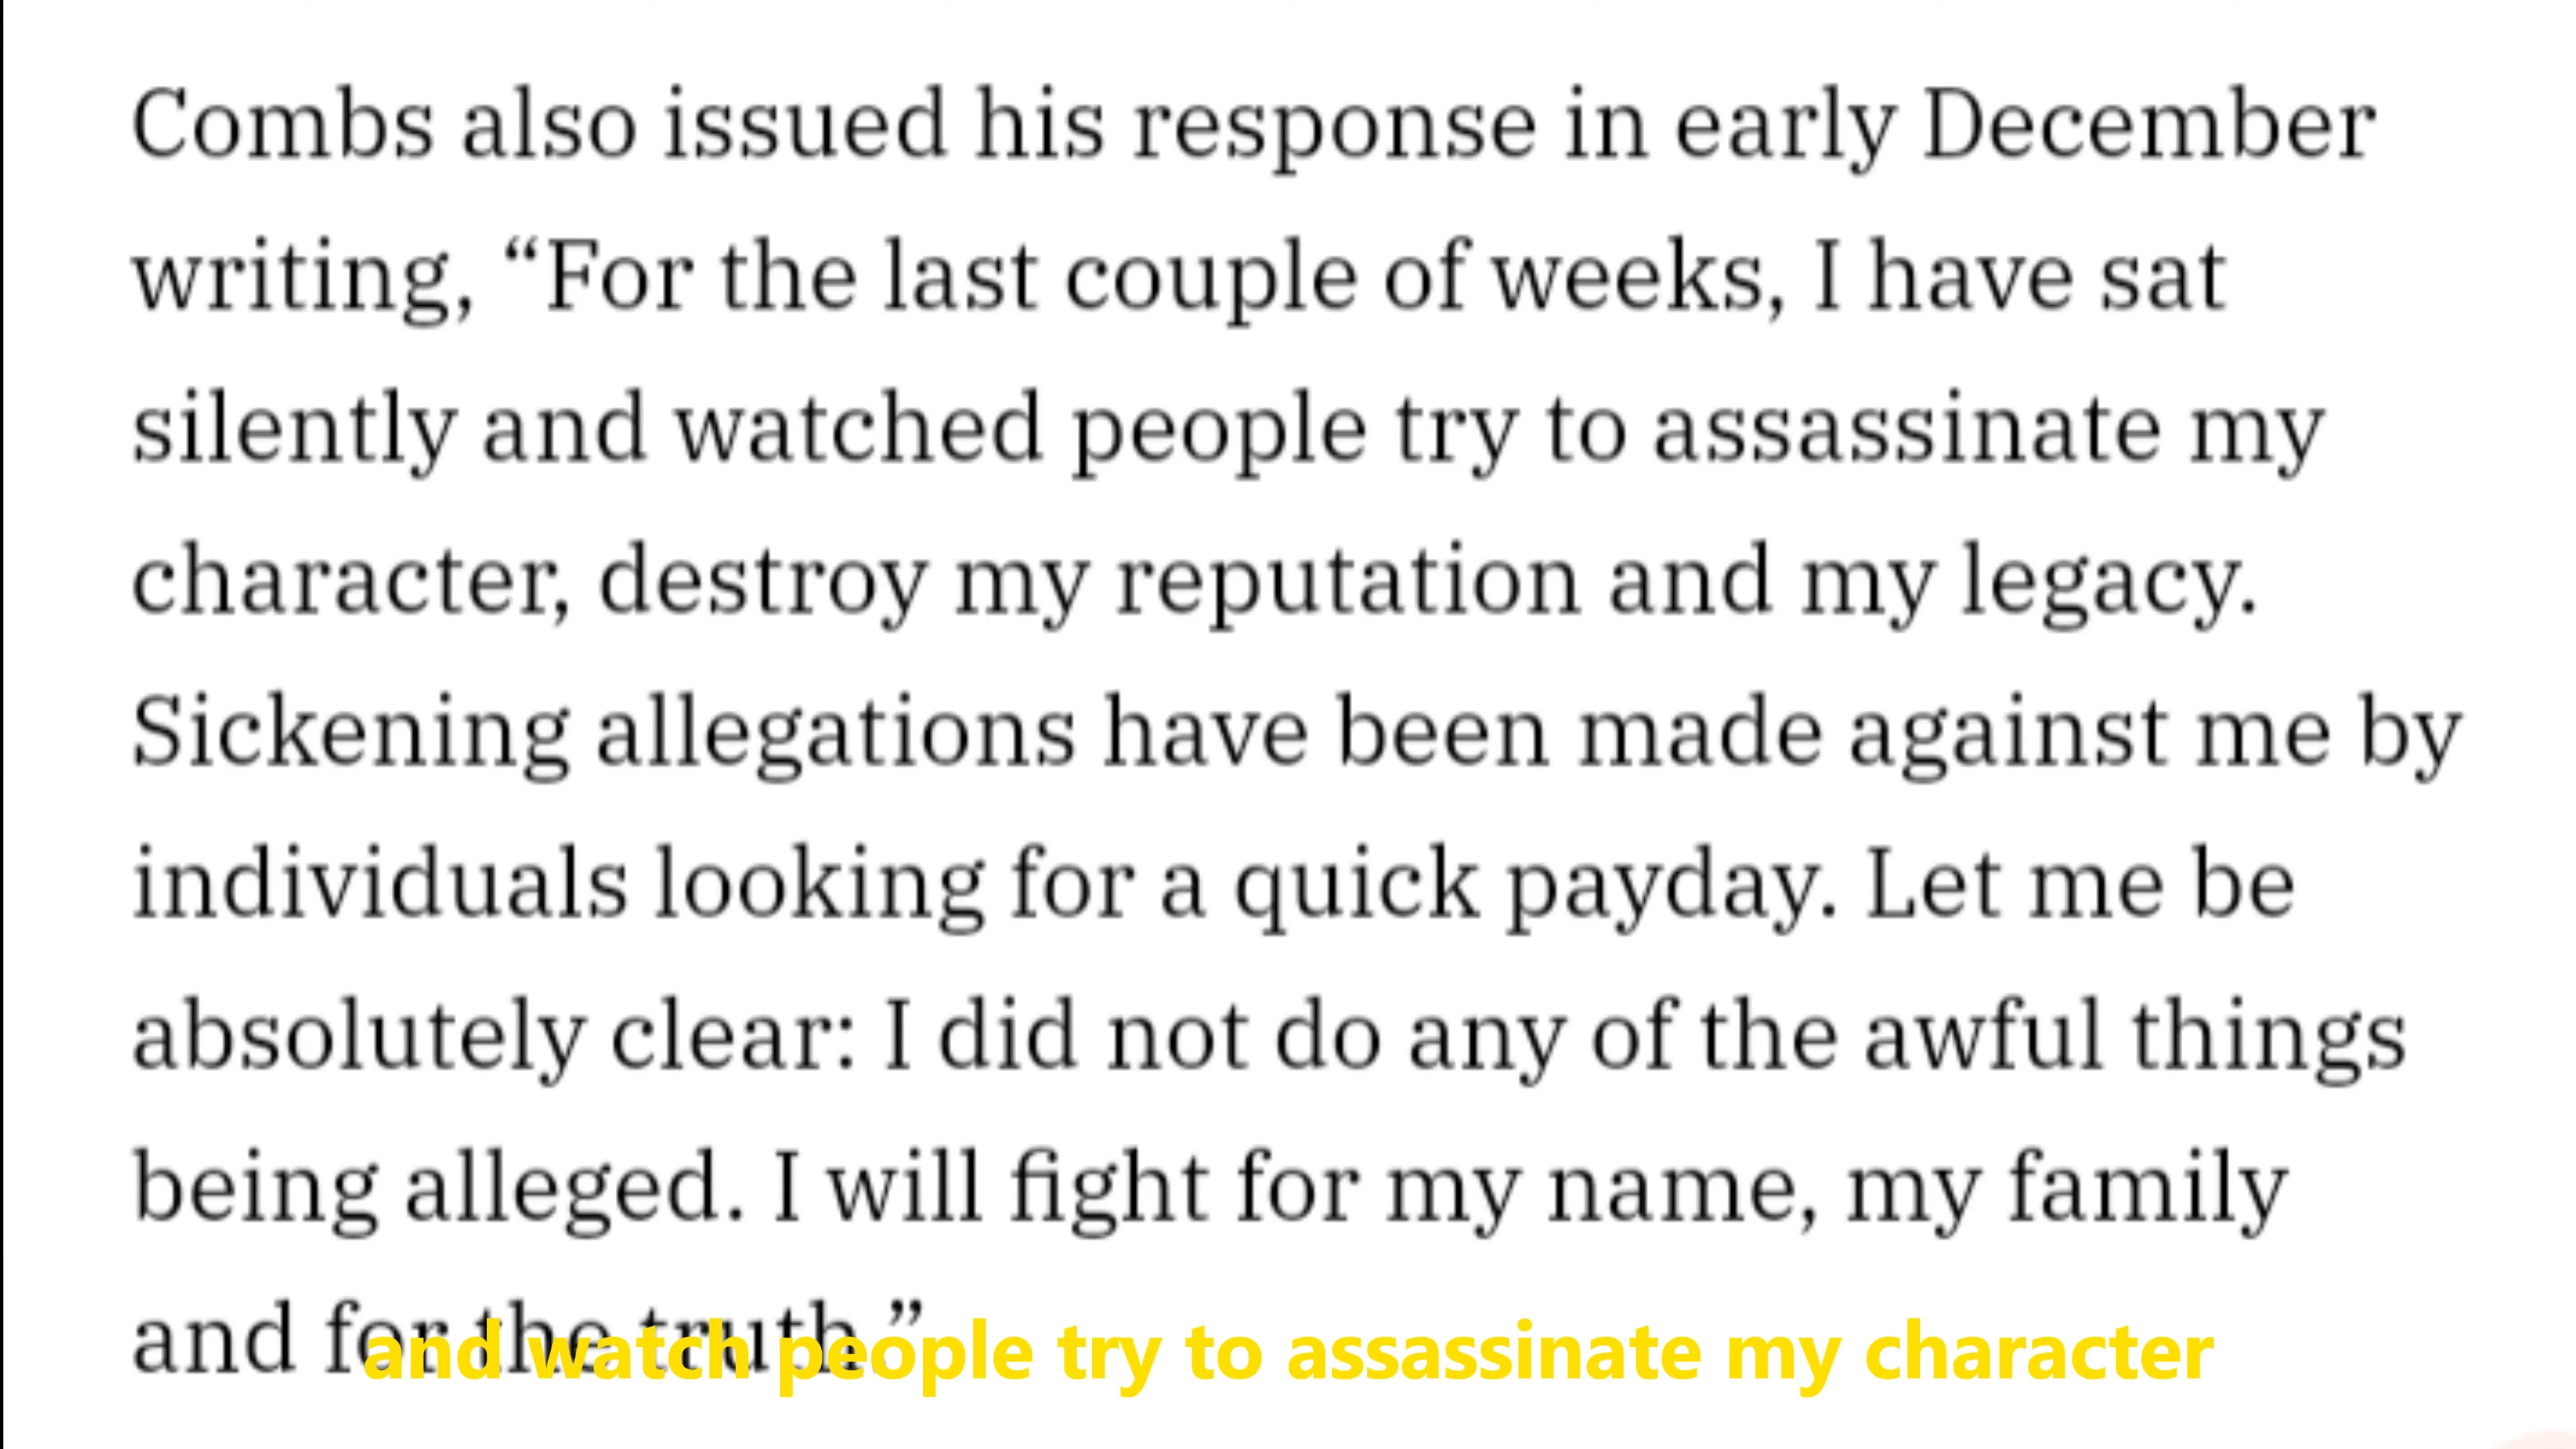 Combs also issued his response in early December
writing, “For the last couple of weeks, I have sat
silently and watched people try to assassinate my
character, destroy my reputation and my legacy.
Sickening allegations have been made against me by
individuals looking for a quick payday. Let me be
absolutely clear: I did not do any of the awful things
being alleged. I will fight for my name, my family
and for the truth.”
and watch people try to assassinate my character